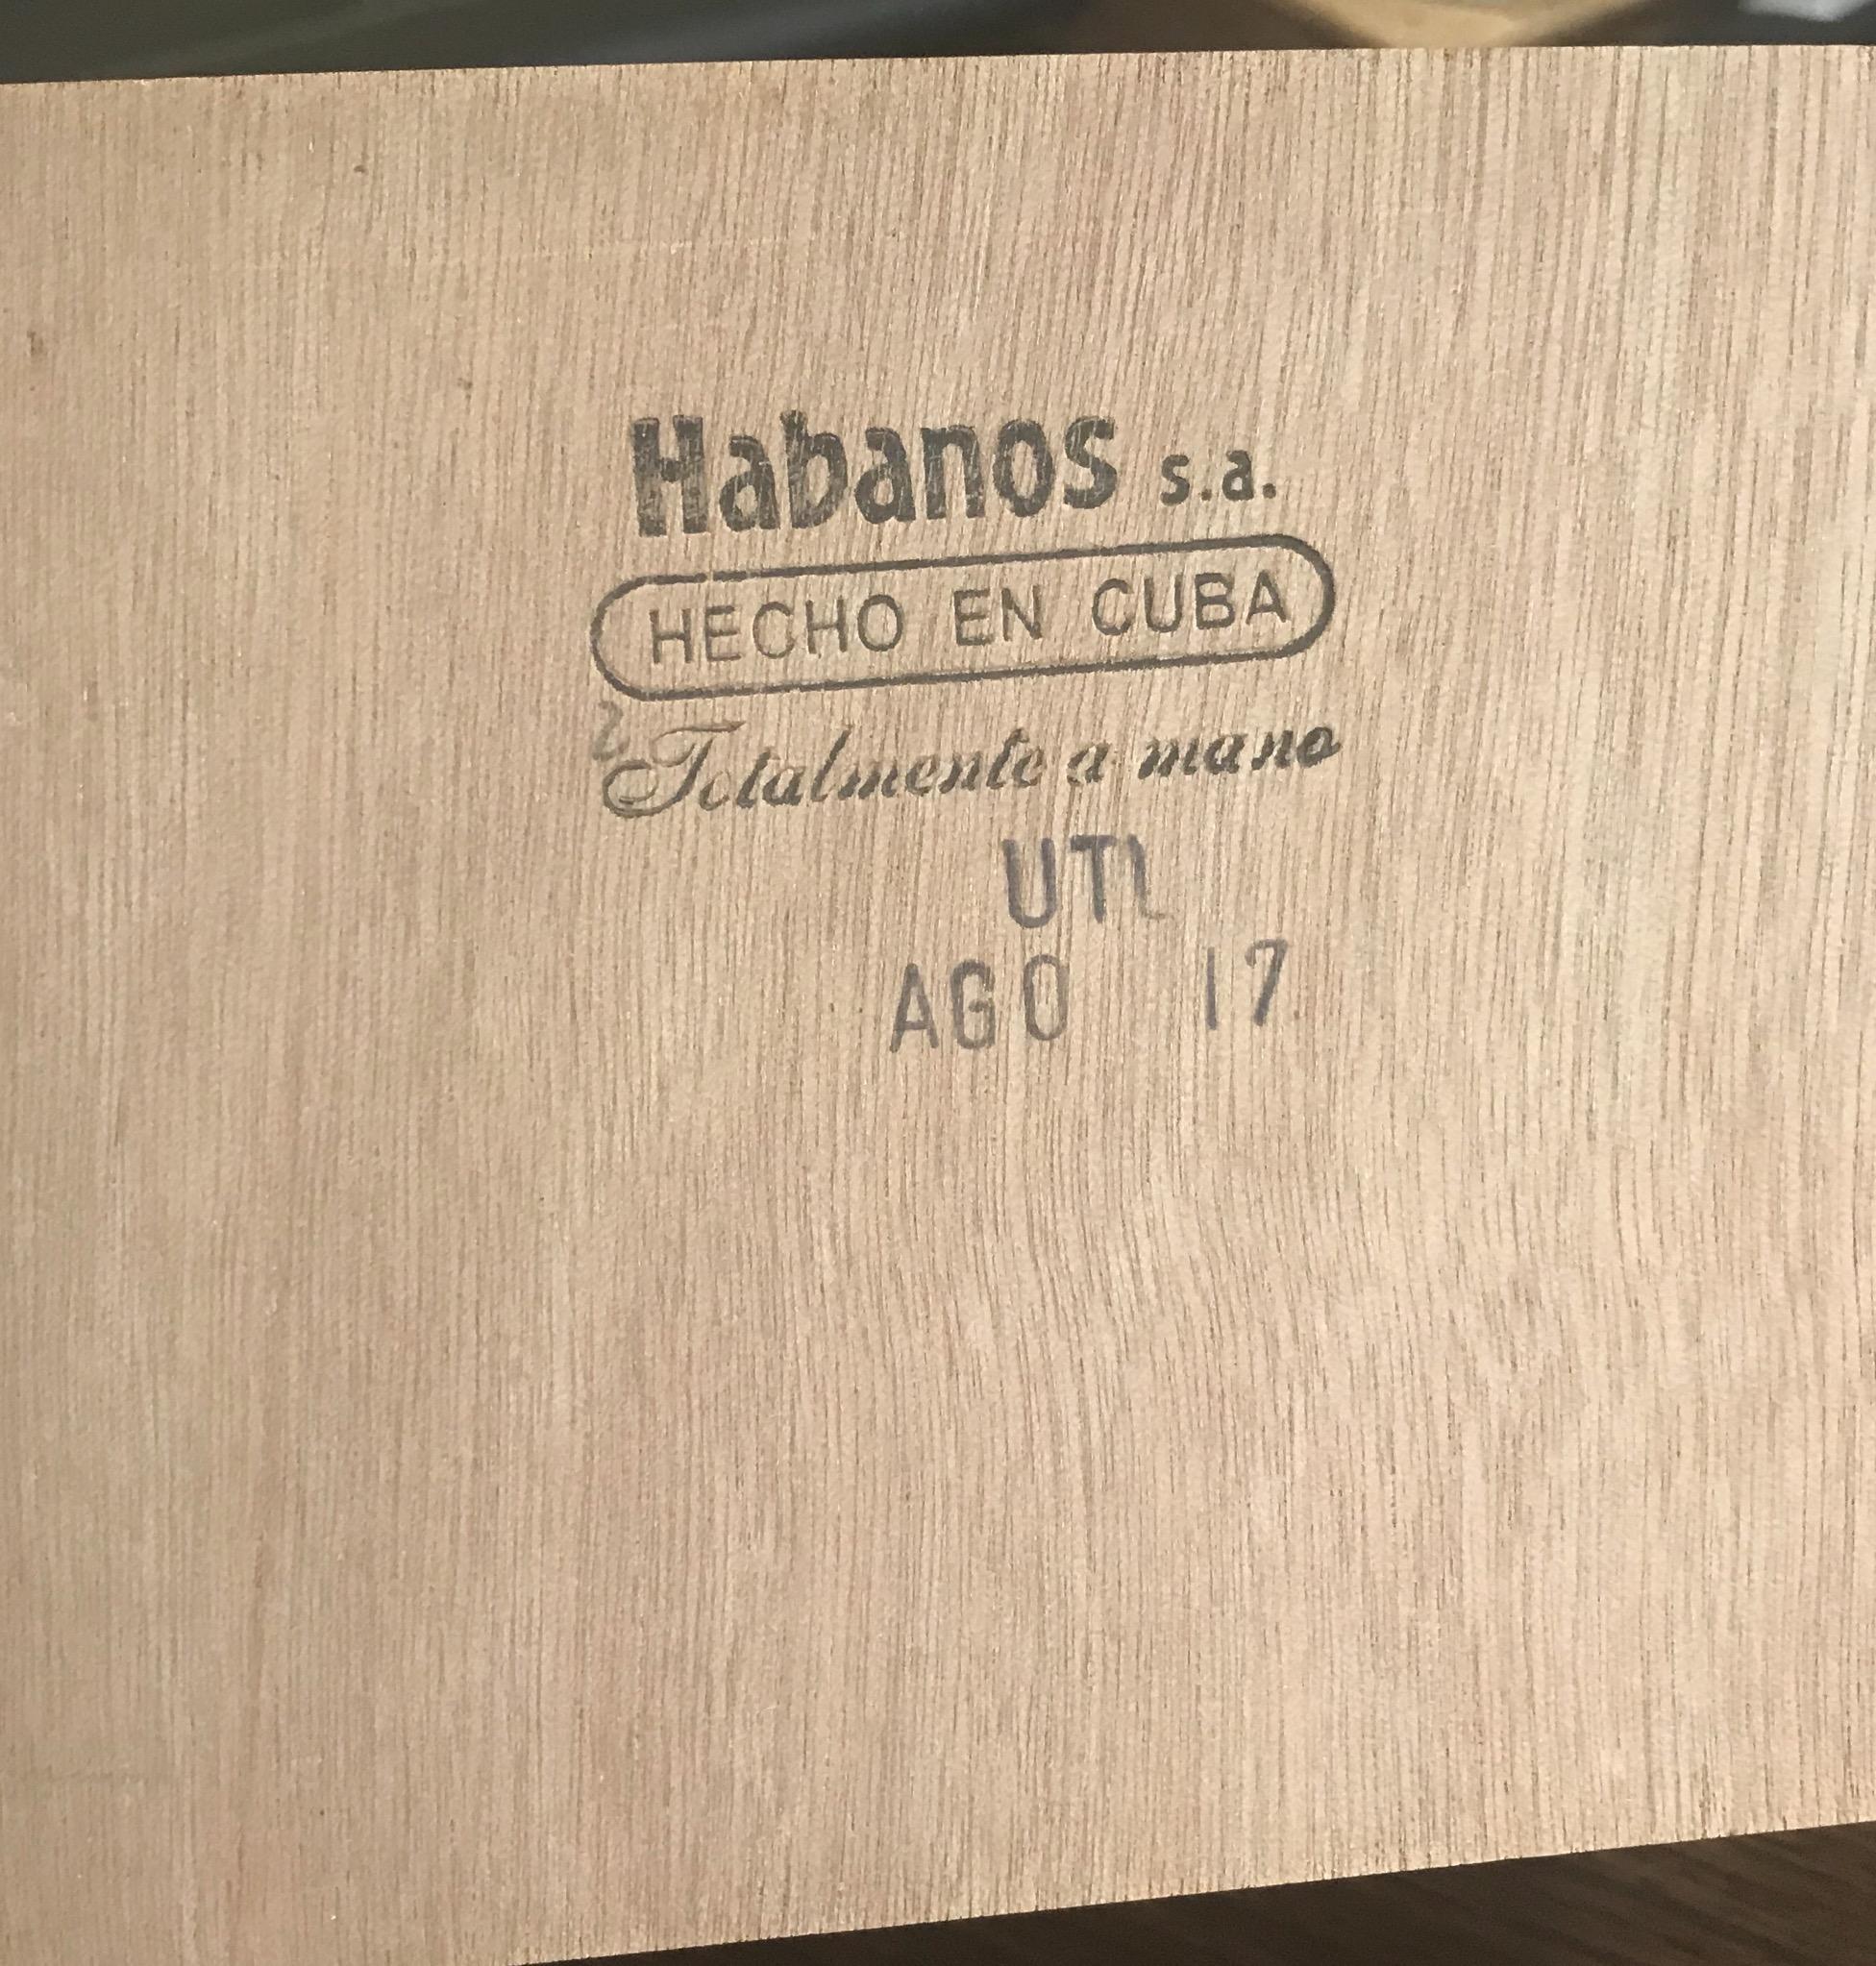 Habanos s.a.
HECHO EN CUBA
Totalmente a mano
UTL
AGO 17